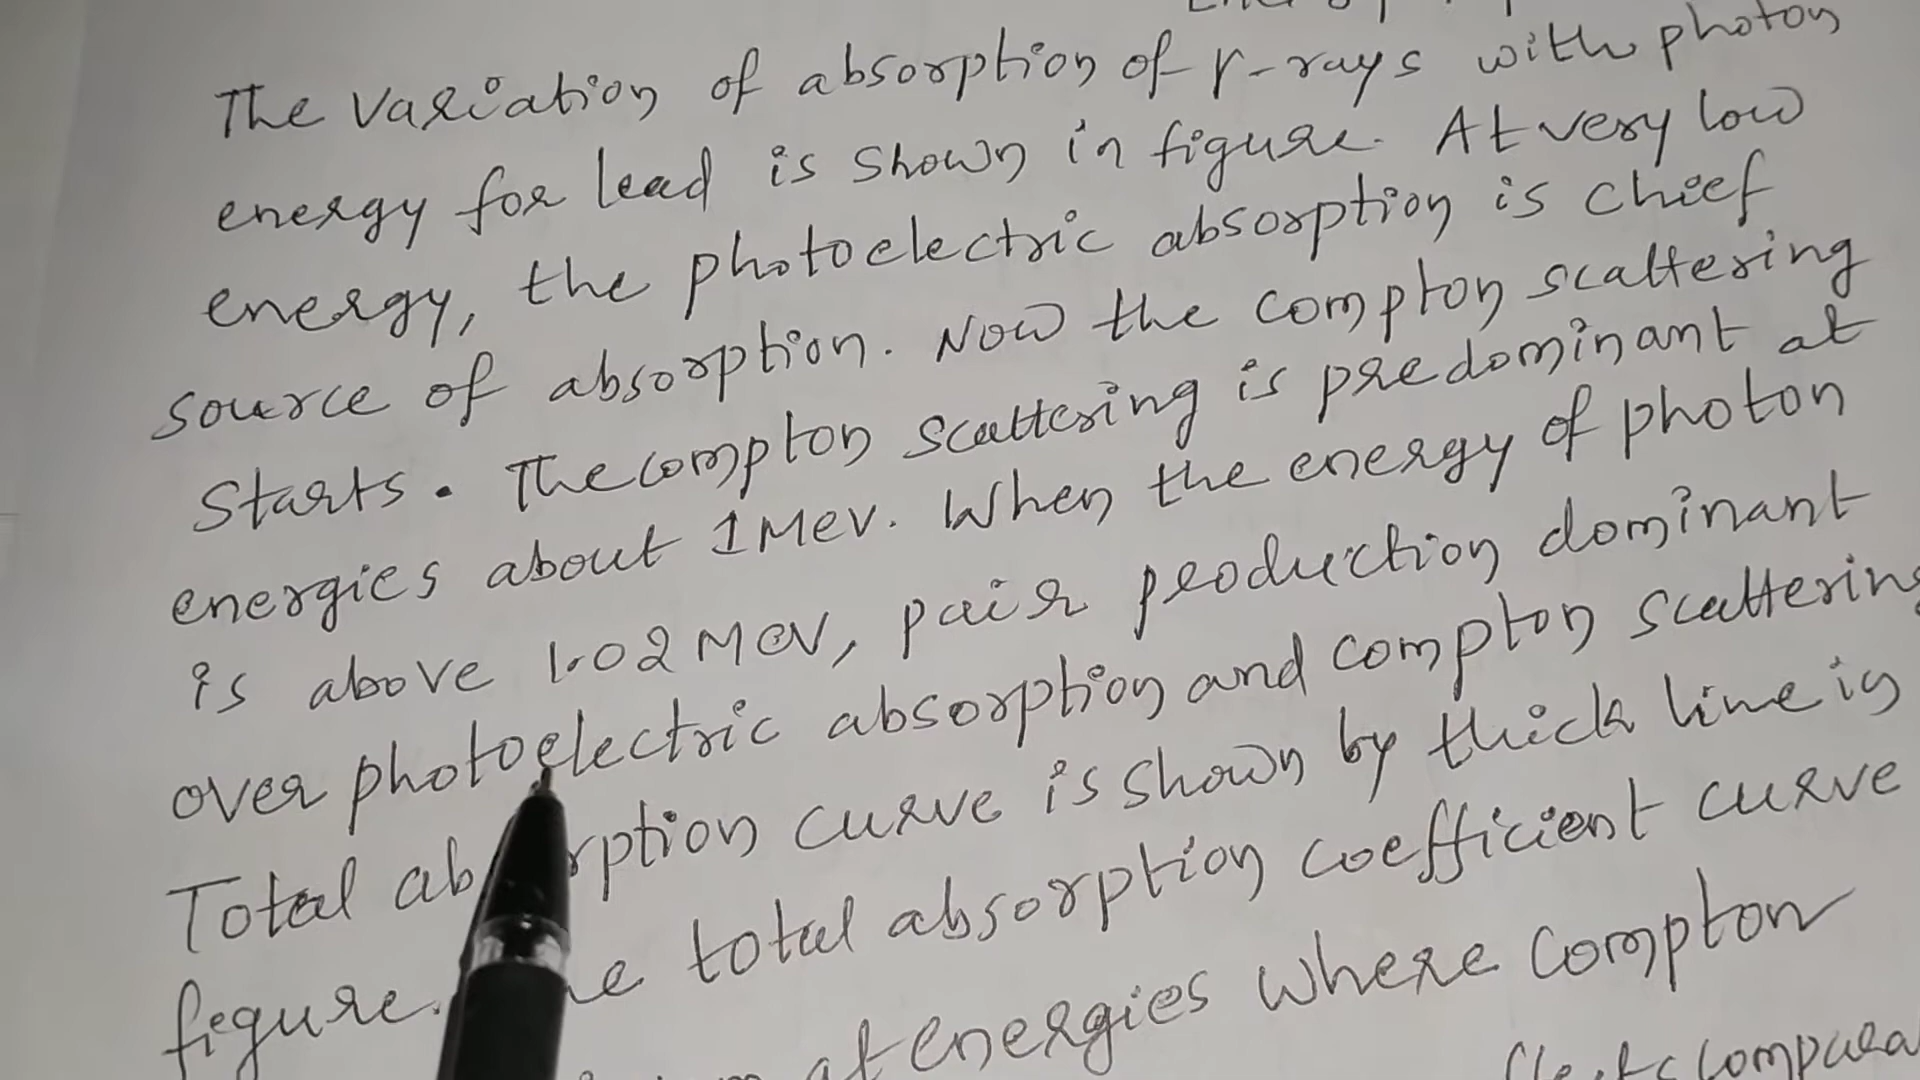 The variation of absorption of γ-rays with photon
energy for lead is shown in figure. At very low
energy, the photoelectric absorption is chief
source of absorption. Now the compton scattering
starts. The compton scattering is predominant at
energies about 1 Mev. When the energy of photon
is above 1.02 MeV, pair production dominant
over photoelectric absorption and compton scattering
Total absorption curve is shown by thick line in
figure. total absorption coefficient curve
at energies where compton